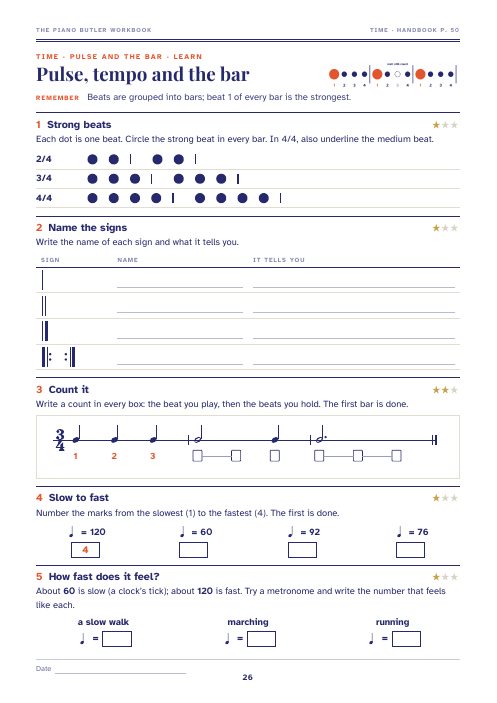 THE PIANO BUTLER WORKBOOK
TIME · HANDBOOK P. 50
TIME · PULSE AND THE BAR · LEARN
Pulse, tempo and the bar
1 2 3 4 1 2 3 4 1 2 3 4
REMEMBER Beats are grouped into bars; beat 1 of every bar is the strongest.
1 Strong beats
Each dot is one beat. Circle the strong beat in every bar. In 4/4, also underline the medium beat.
2/4
3/4
4/4
2 Name the signs
Write the name of each sign and what it tells you.
SIGN NAME IT TELLS YOU
3 Count it
Write a count in every box: the beat you play, then the beats you hold. The first bar is done.
3
4
1 2 3
4 Slow to fast
Number the marks from the slowest (1) to the fastest (4). The first is done.
♩ = 120 ♩ = 60 ♩ = 92 ♩ = 76
4
5 How fast does it feel?
About 60 is slow (a clock's tick); about 120 is fast. Try a metronome and write the number that feels
like each.
a slow walk marching running
♩ = ♩ = ♩ =
Date
26